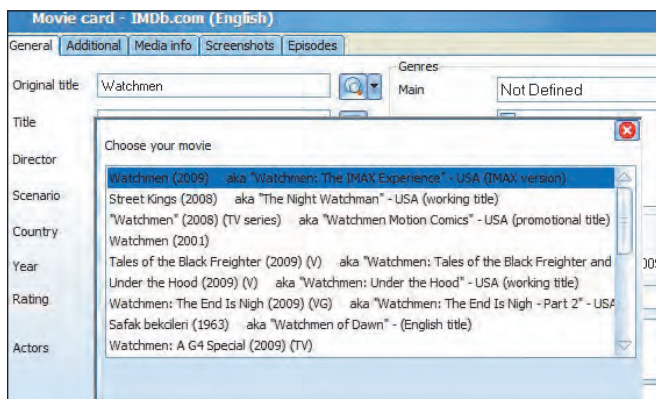 Movie card - IMDb.com (English)
General Additional Media info Screenshots Episodes
Genres
Original title Watchmen Main Not Defined
Title
Choose your movie
Director
Watchmen (2009) aka "Watchmen: The IMAX Experience" - USA (IMAX version)
Scenario
Street Kings (2008) aka "The Night Watchman" - USA (working title)
"Watchmen" (2008) (TV series) aka "Watchmen Motion Comics" - USA (promotional title)
Country
Watchmen (2001)
Year
Tales of the Black Freighter (2009) (V) aka "Watchmen: Tales of the Black Freighter and
Under the Hood (2009) (V) aka "Watchmen: Under the Hood" - USA (working title)
Rating
Watchmen: The End Is Nigh (2009) (VG) aka "Watchmen: The End Is Nigh - Part 2" - USA
Safak bekcileri (1963) aka "Watchmen of Dawn" - (English title)
Actors
Watchmen: A G4 Special (2009) (TV)